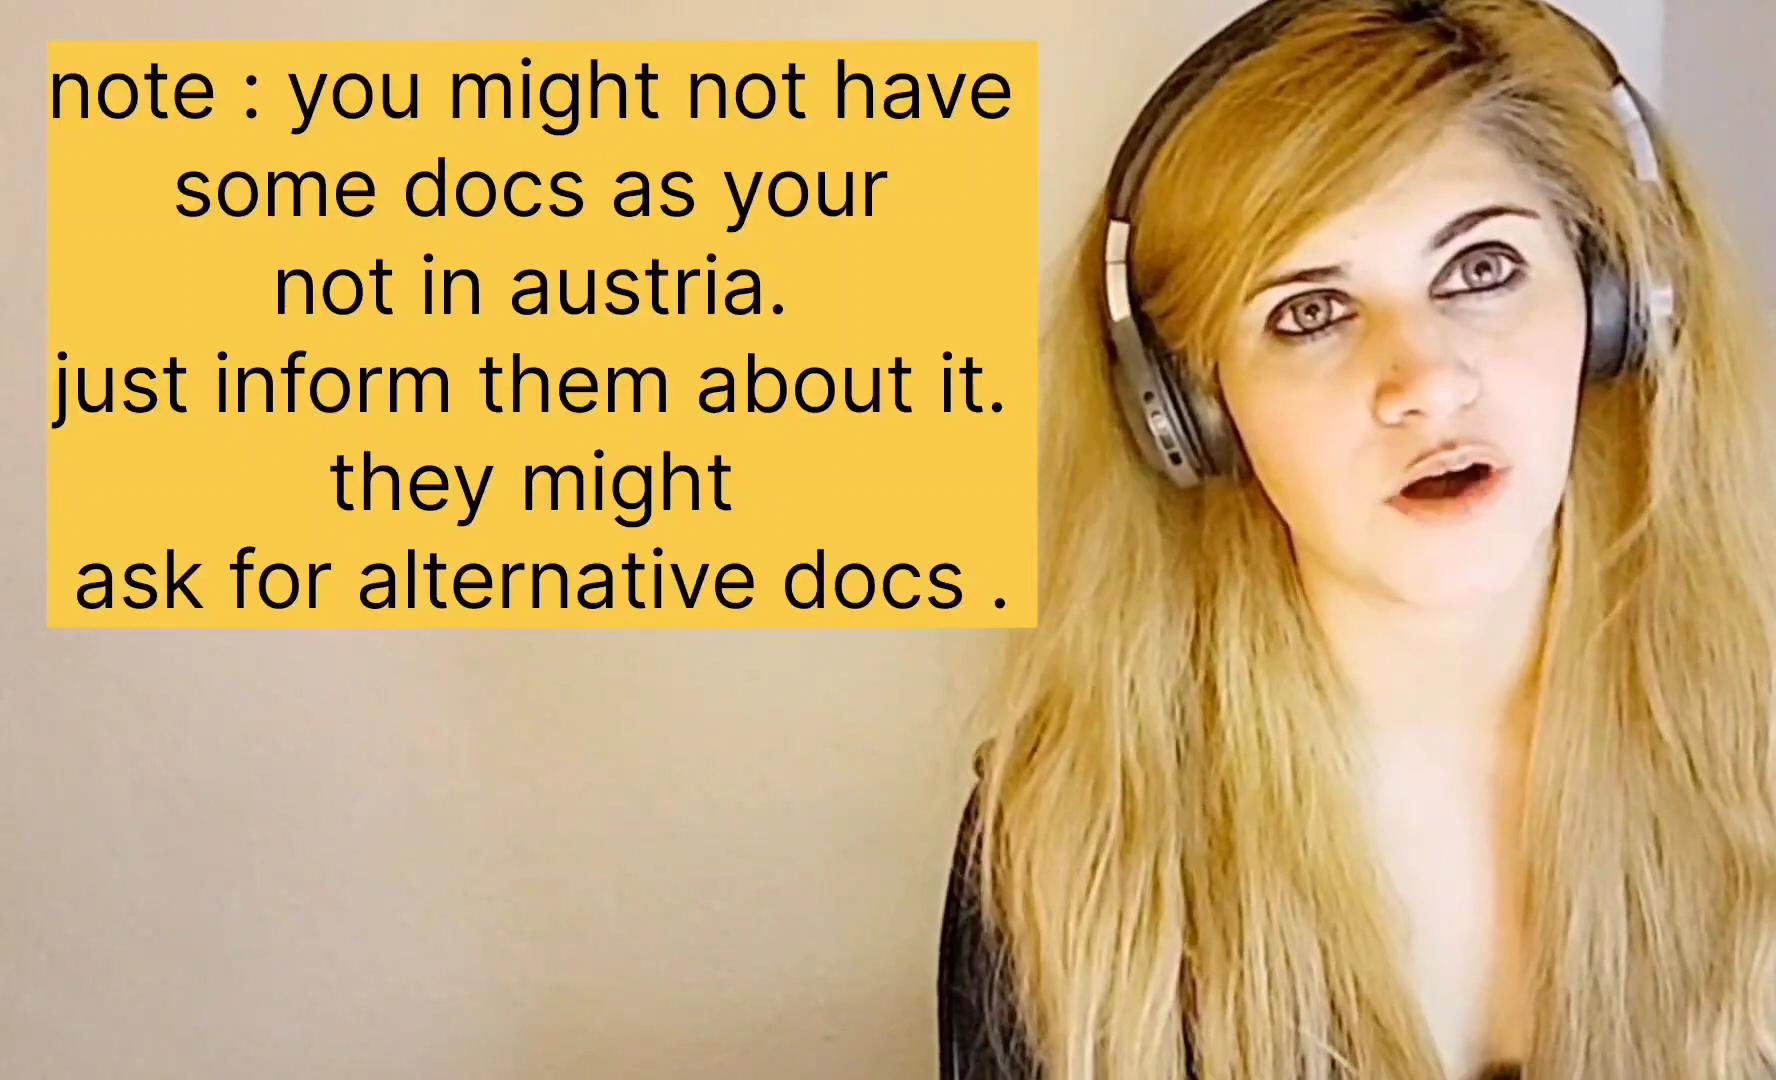 note : you might not have
some docs as your
not in austria.
just inform them about it.
they might
ask for alternative docs .